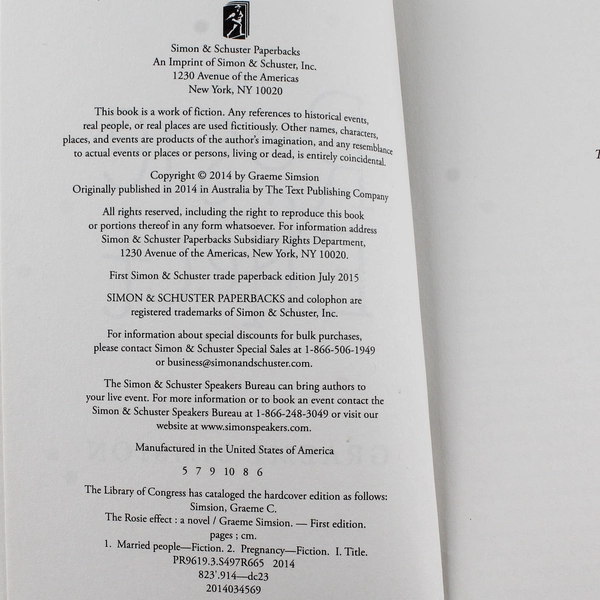 Simon & Schuster Paperbacks
An Imprint of Simon & Schuster, Inc.
1230 Avenue of the Americas
New York, NY 10020
This book is a work of fiction. Any references to historical events,
real people, or real places are used fictitiously. Other names, characters,
places, and events are products of the author's imagination, and any resemblance
to actual events or places or persons, living or dead, is entirely coincidental.
Copyright © 2014 by Graeme Simsion
Originally published in 2014 in Australia by The Text Publishing Company
All rights reserved, including the right to reproduce this book
or portions thereof in any form whatsoever. For information address
Simon & Schuster Paperbacks Subsidiary Rights Department,
1230 Avenue of the Americas, New York, NY 10020.
First Simon & Schuster trade paperback edition July 2015
SIMON & SCHUSTER PAPERBACKS and colophon are
registered trademarks of Simon & Schuster, Inc.
For information about special discounts for bulk purchases,
please contact Simon & Schuster Special Sales at 1-866-506-1949
or business@simonandschuster.com.
The Simon & Schuster Speakers Bureau can bring authors to
your live event. For more information or to book an event contact the
Simon & Schuster Speakers Bureau at 1-866-248-3049 or visit our
website at www.simonspeakers.com.
Manufactured in the United States of America
5 7 9 10 8 6
The Library of Congress has cataloged the hardcover edition as follows:
Simsion, Graeme C.
The Rosie effect : a novel / Graeme Simsion. — First edition.
pages ; cm.
1. Married people—Fiction. 2. Pregnancy—Fiction. I. Title.
PR9619.3.S497R665 2014
823'.914—dc23
2014034569